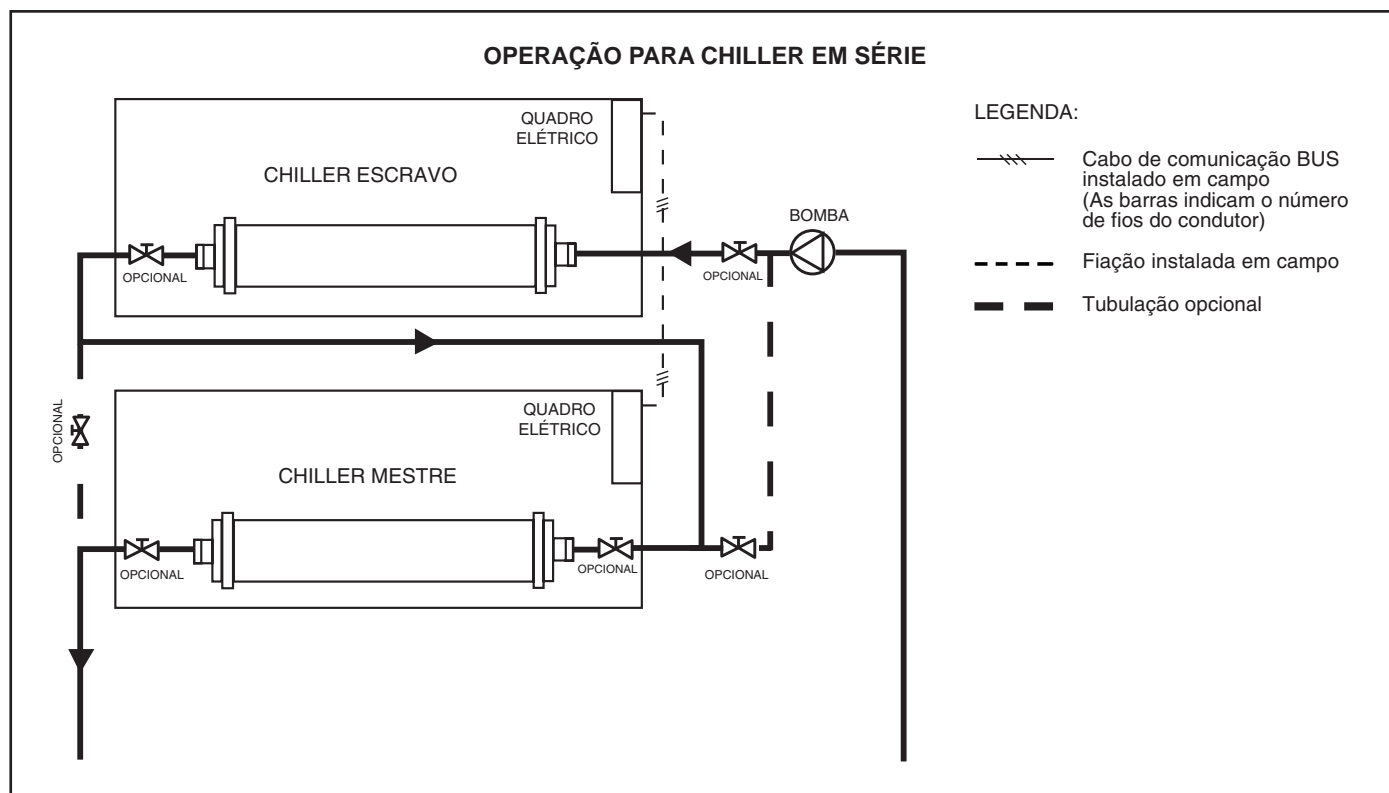 OPERAÇÃO PARA CHILLER EM SÉRIE
QUADRO
ELÉTRICO
CHILLER ESCRAVO
OPCIONAL
OPCIONAL
BOMBA
LEGENDA:
Cabo de comunicação BUS
instalado em campo
(As barras indicam o número
de fios do condutor)
Fiação instalada em campo
Tubulação opcional
OPCIONAL
QUADRO
ELÉTRICO
CHILLER MESTRE
OPCIONAL
OPCIONAL
OPCIONAL